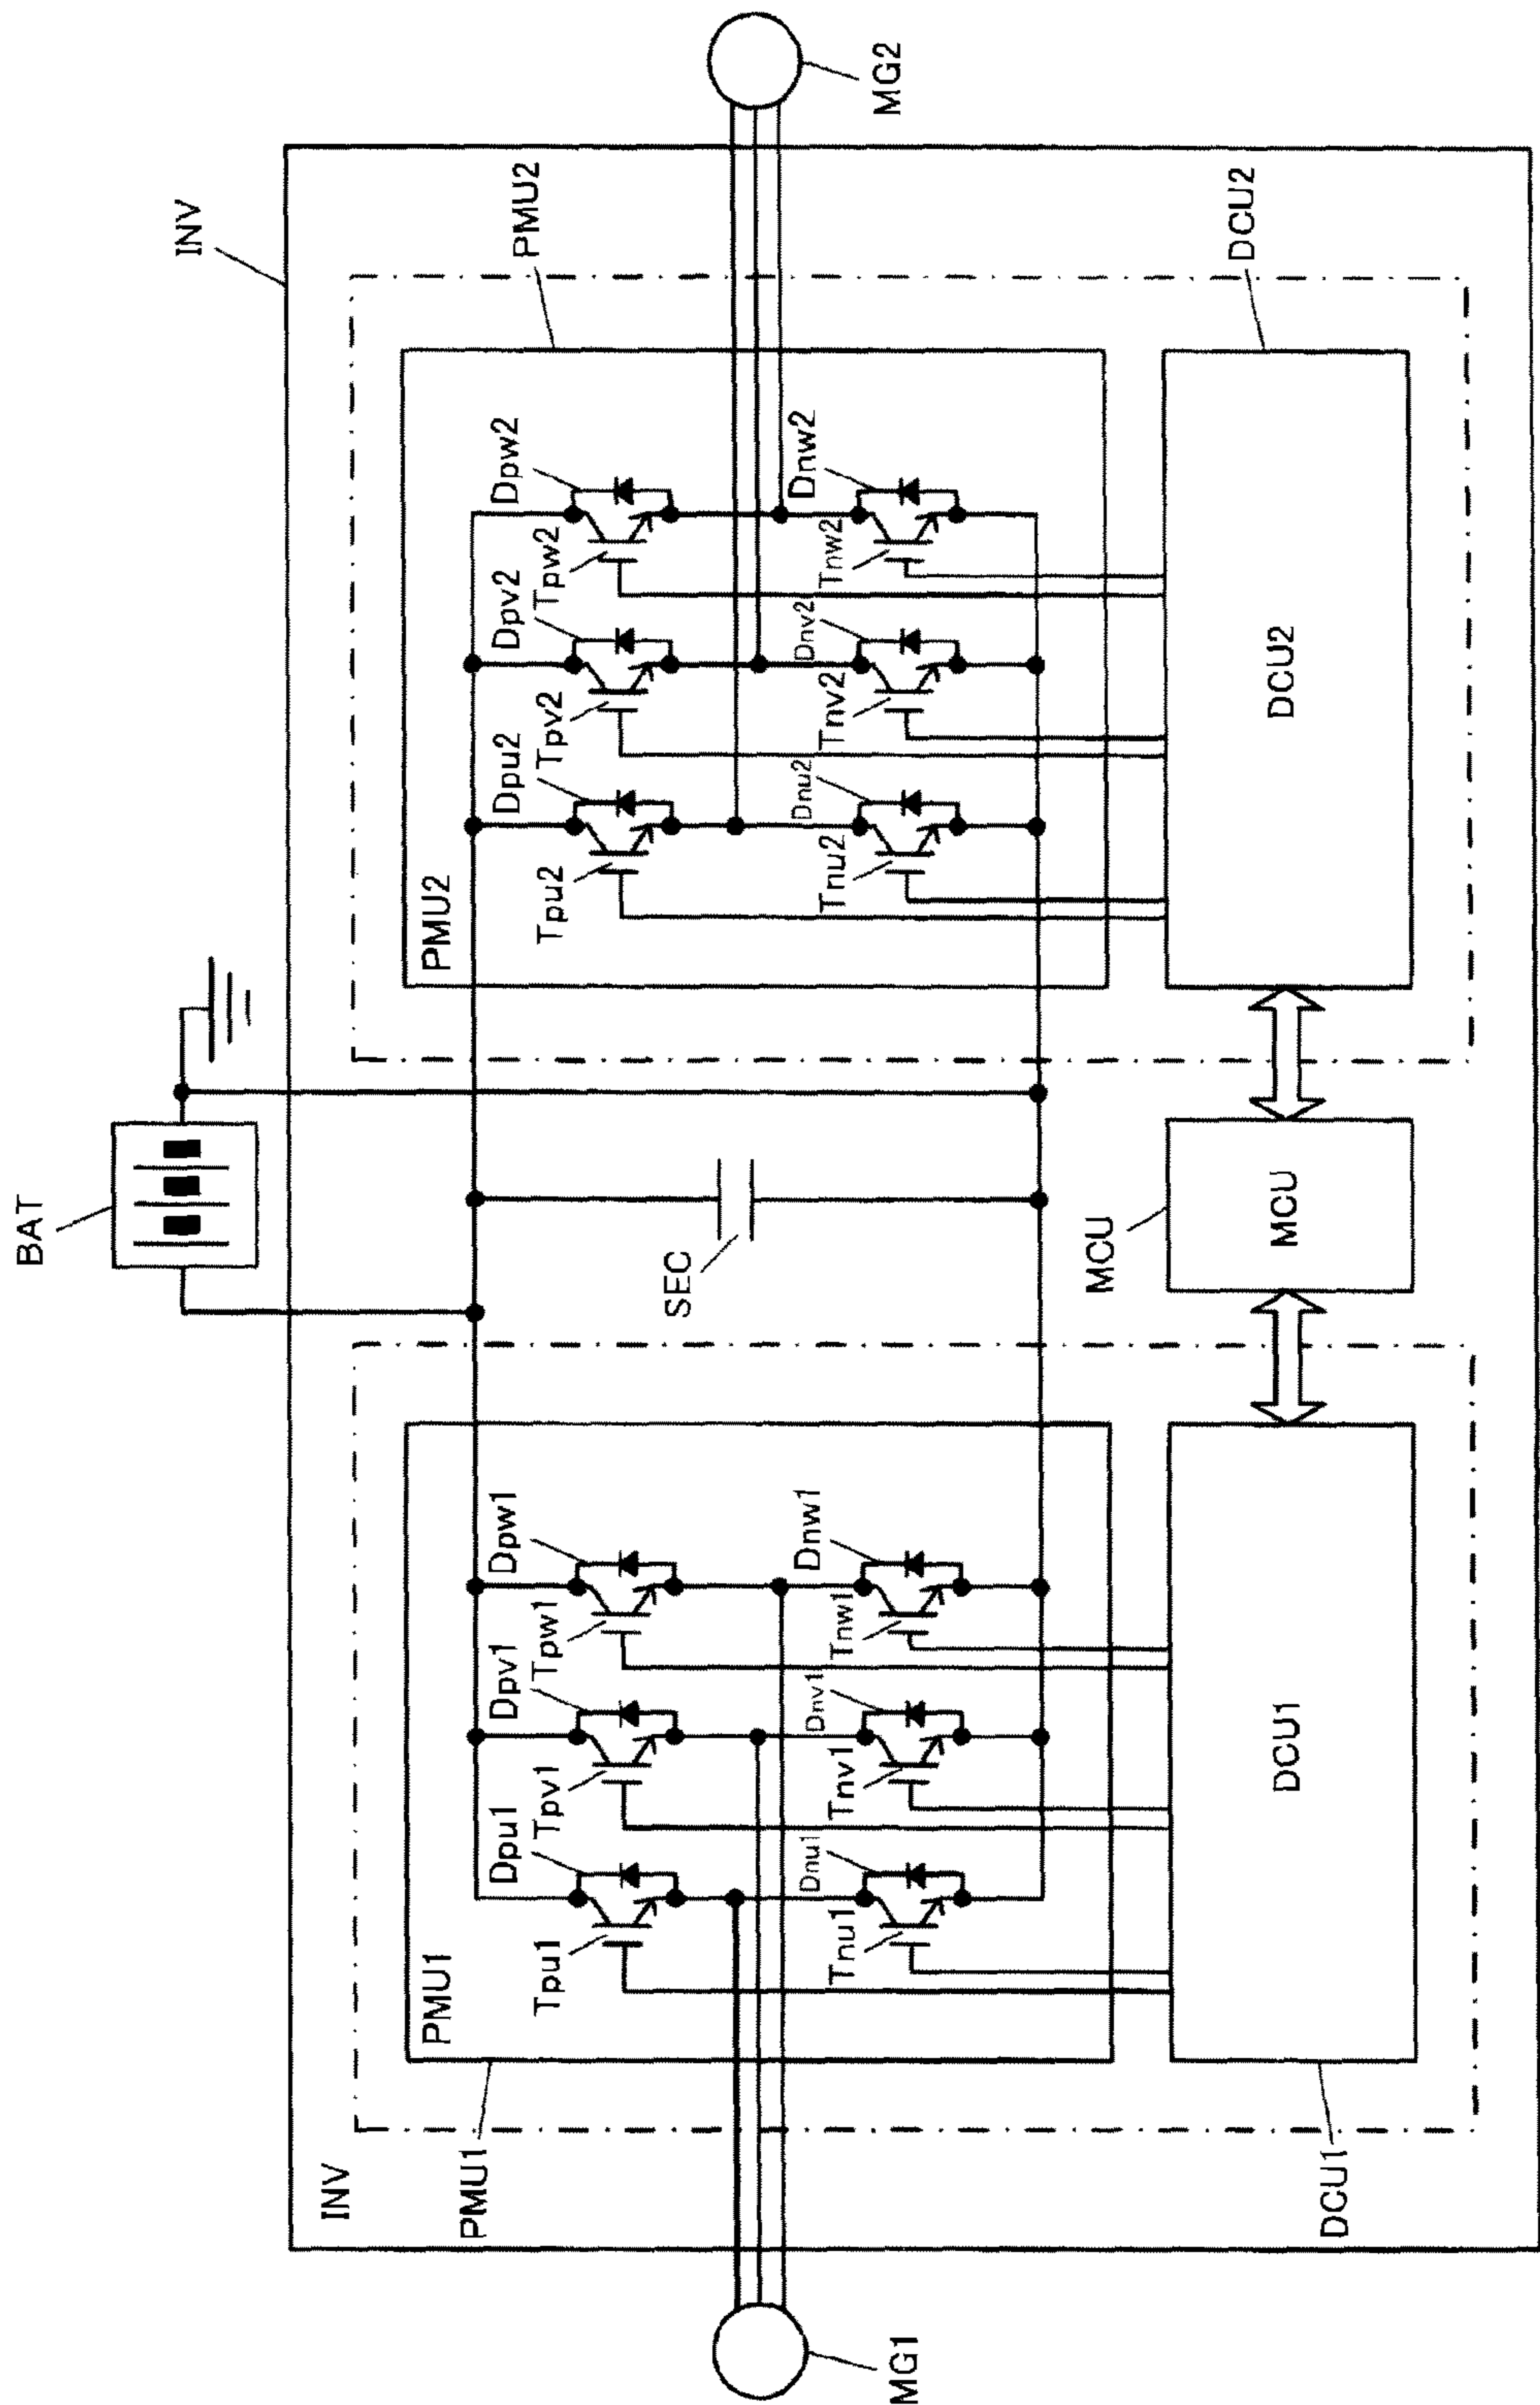 BAT
INV
INV
PMU1
PMU1
Dpu1
Dpv1
Dpw1
Tpu1
Tpv1
Tpw1
Dnu1
Dnv1
Dnw1
Tnu1
Tnv1
Tnw1
SEC
PMU2
PMU2
Dpu2
Dpv2
Dpw2
Tpu2
Tpv2
Tpw2
Dnu2
Dnv2
Dnw2
Tnu2
Tnv2
Tnw2
MG1
MG2
MCU
DCU1
MCU
DCU2
DCU1
DCU2